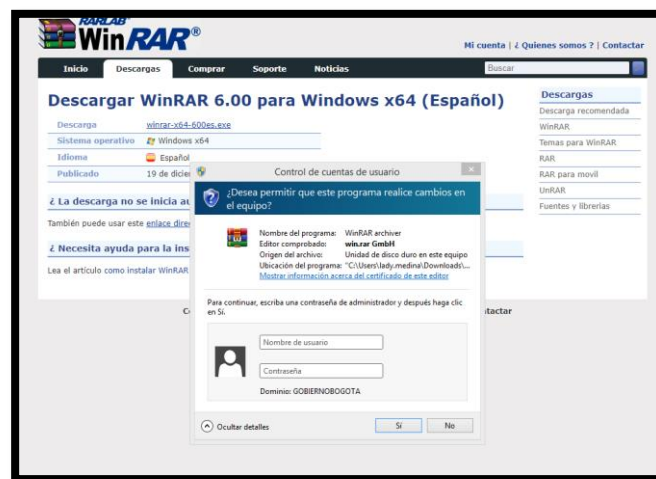 RARLAB®
WinRAR®
Mi cuenta | ¿ Quienes somos ? | Contactar
Inicio Descargas Comprar Soporte Noticias Buscar
Descargar WinRAR 6.00 para Windows x64 (Español)
Descarga winrar-x64-600es.exe
Sistema operativo Windows x64
Idioma Español
Publicado 19 de dicie
¿ La descarga no se inicia au
También puede usar este enlace dire
¿ Necesita ayuda para la ins
Lea el artículo como instalar WinRAR
Descargas
Descarga recomendada
WinRAR
Temas para WinRAR
RAR
RAR para movil
UnRAR
Fuentes y librerias
Control de cuentas de usuario
¿Desea permitir que este programa realice cambios en
el equipo?
Nombre del programa: WinRAR archiver
Editor comprobado: win.rar GmbH
Origen del archivo: Unidad de disco duro en este equipo
Ubicación del programa: "C:\Users\lady.medina\Downloads\...
Mostrar información acerca del certificado de este editor
Para continuar, escriba una contraseña de administrador y después haga clic
en Sí.
Nombre de usuario
Contraseña
Dominio: GOBIERNOBOGOTA
Ocultar detalles Sí No
tactar